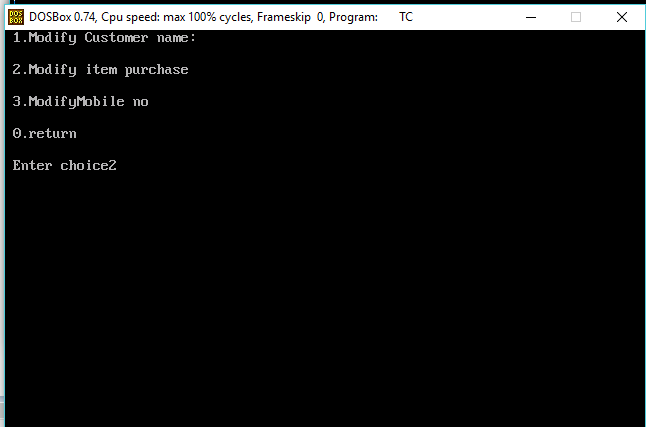 DOSBox 0.74, Cpu speed: max 100% cycles, Frameskip 0, Program: TC
1.Modify Customer name:
2.Modify item purchase
3.ModifyMobile no
0.return
Enter choice2